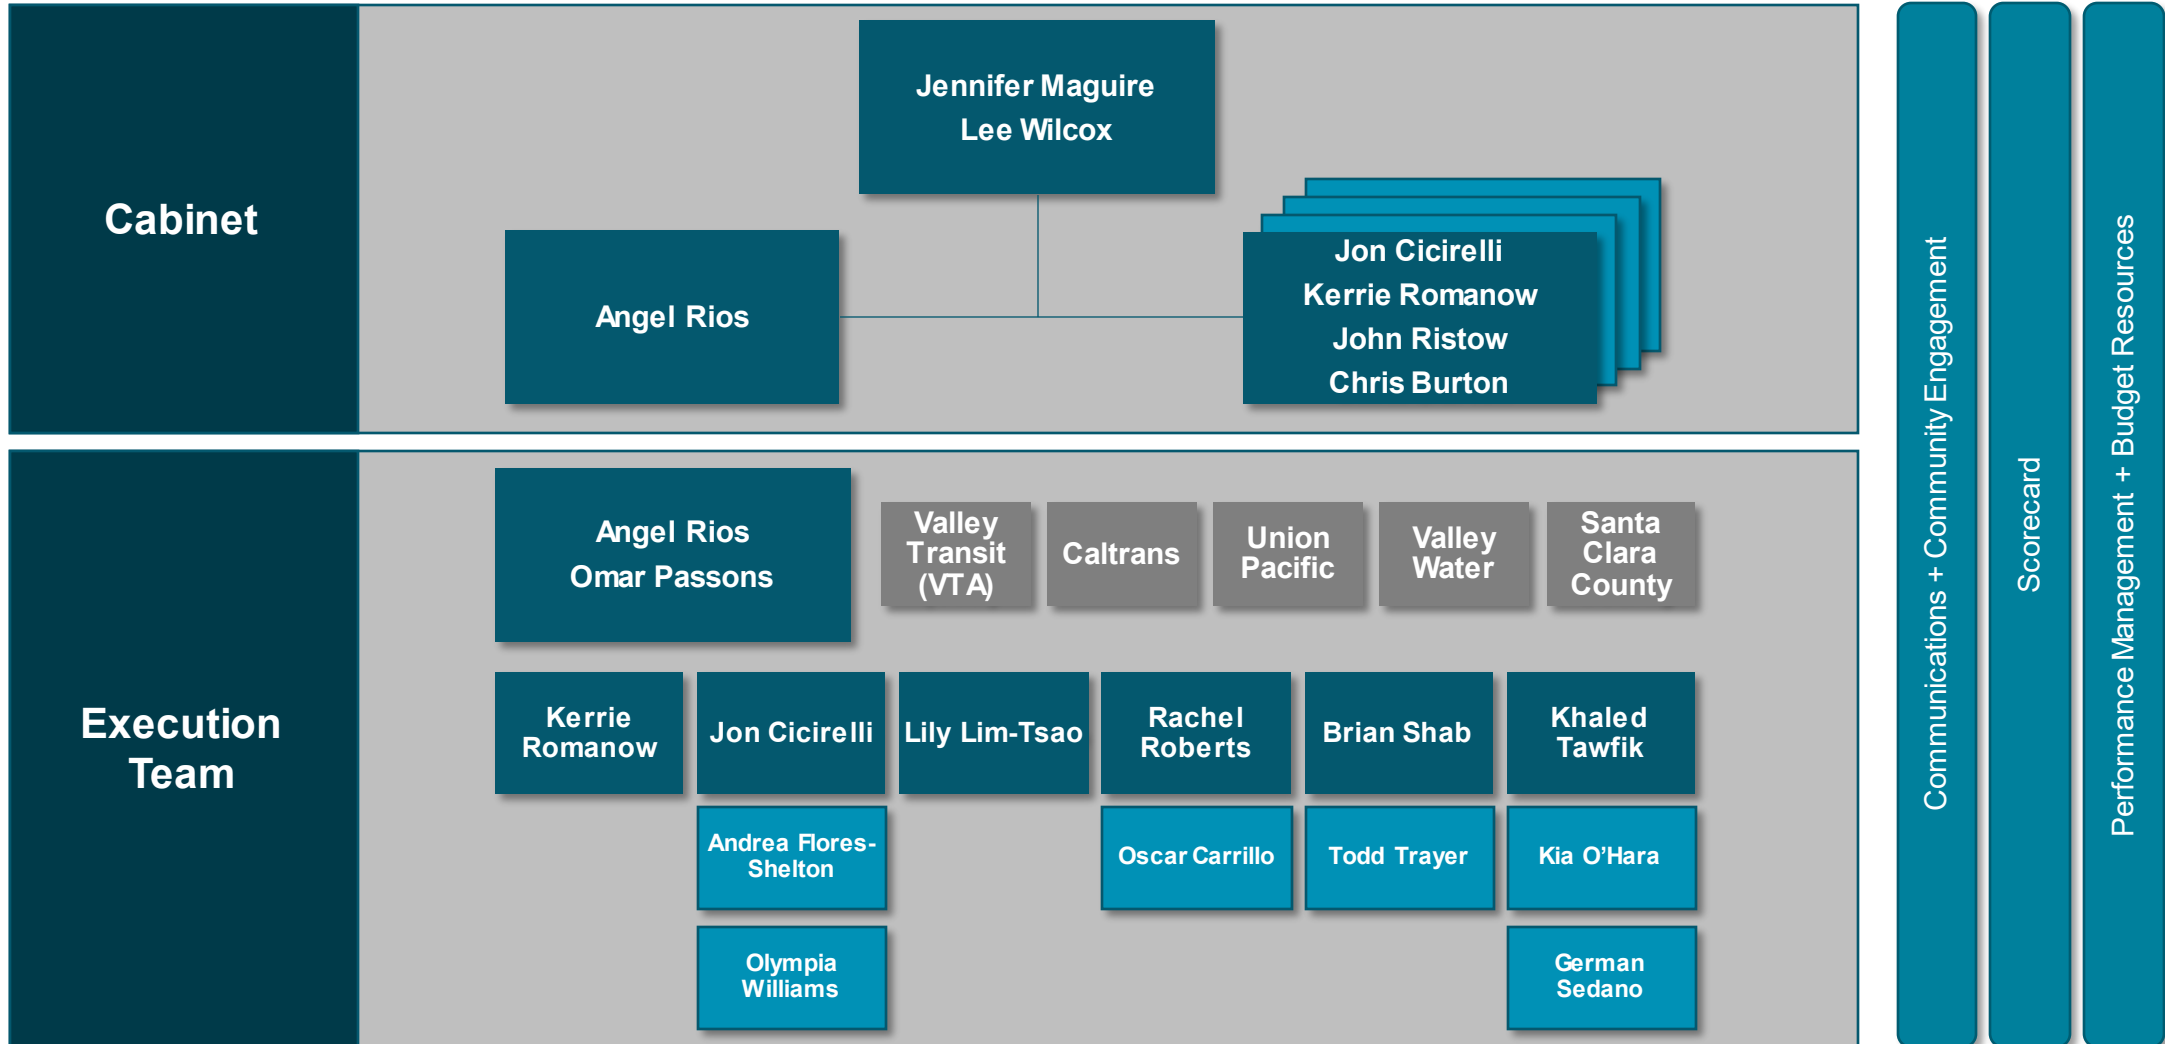 Cabinet
Jennifer Maguire
Lee Wilcox
Angel Rios
Jon Cicirelli
Kerrie Romanow
John Ristow
Chris Burton
Execution
Team
Angel Rios
Omar Passons
Valley
Transit
(VTA)
Caltrans
Union
Pacific
Valley
Water
Santa
Clara
County
Kerrie
Romanow
Jon Cicirelli
Lily Lim-Tsao
Rachel
Roberts
Brian Shab
Khaled
Tawfik
Andrea Flores-
Shelton
Oscar Carrillo
Todd Trayer
Kia O’Hara
Olympia
Williams
German
Sedano
Communications + Community Engagement
Scorecard
Performance Management + Budget Resources